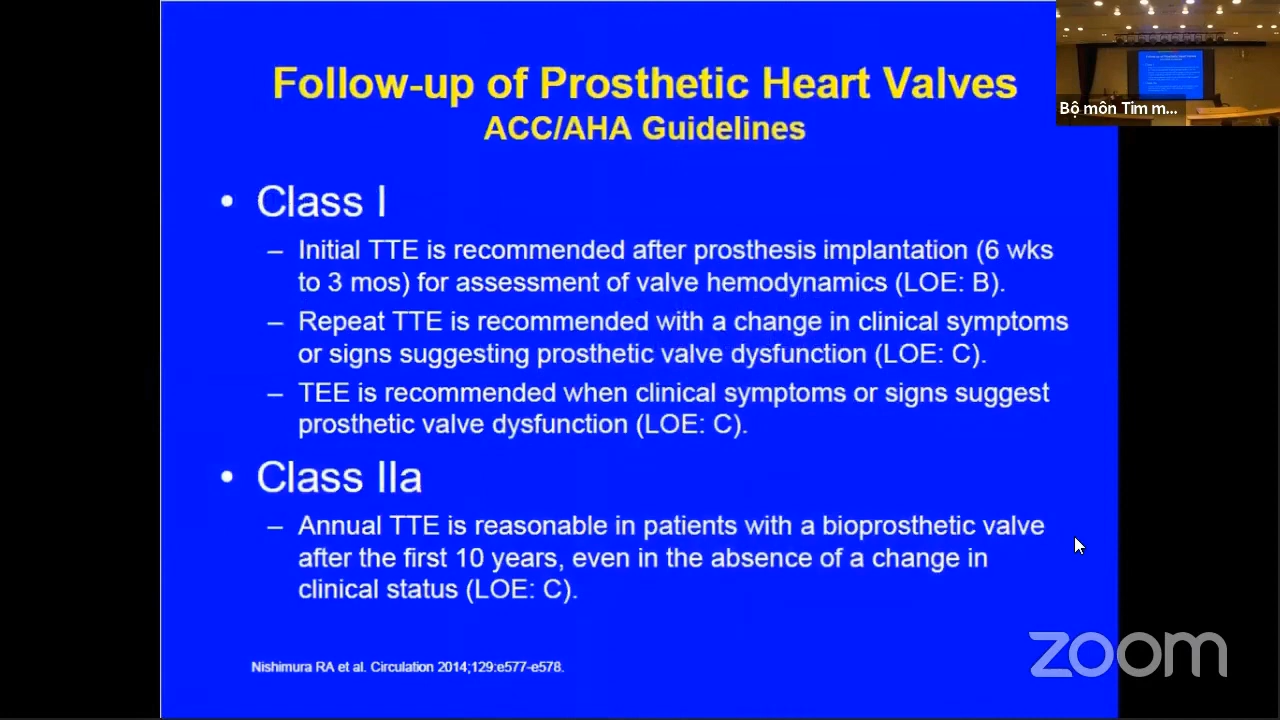 Follow-up of Prosthetic Heart Valves
ACC/AHA Guidelines
Bộ môn Tim m...
• Class I
– Initial TTE is recommended after prosthesis implantation (6 wks
to 3 mos) for assessment of valve hemodynamics (LOE: B).
– Repeat TTE is recommended with a change in clinical symptoms
or signs suggesting prosthetic valve dysfunction (LOE: C).
– TEE is recommended when clinical symptoms or signs suggest
prosthetic valve dysfunction (LOE: C).
• Class IIa
– Annual TTE is reasonable in patients with a bioprosthetic valve
after the first 10 years, even in the absence of a change in
clinical status (LOE: C).
Nishimura RA et al. Circulation 2014;129:e577-e578.
zoom